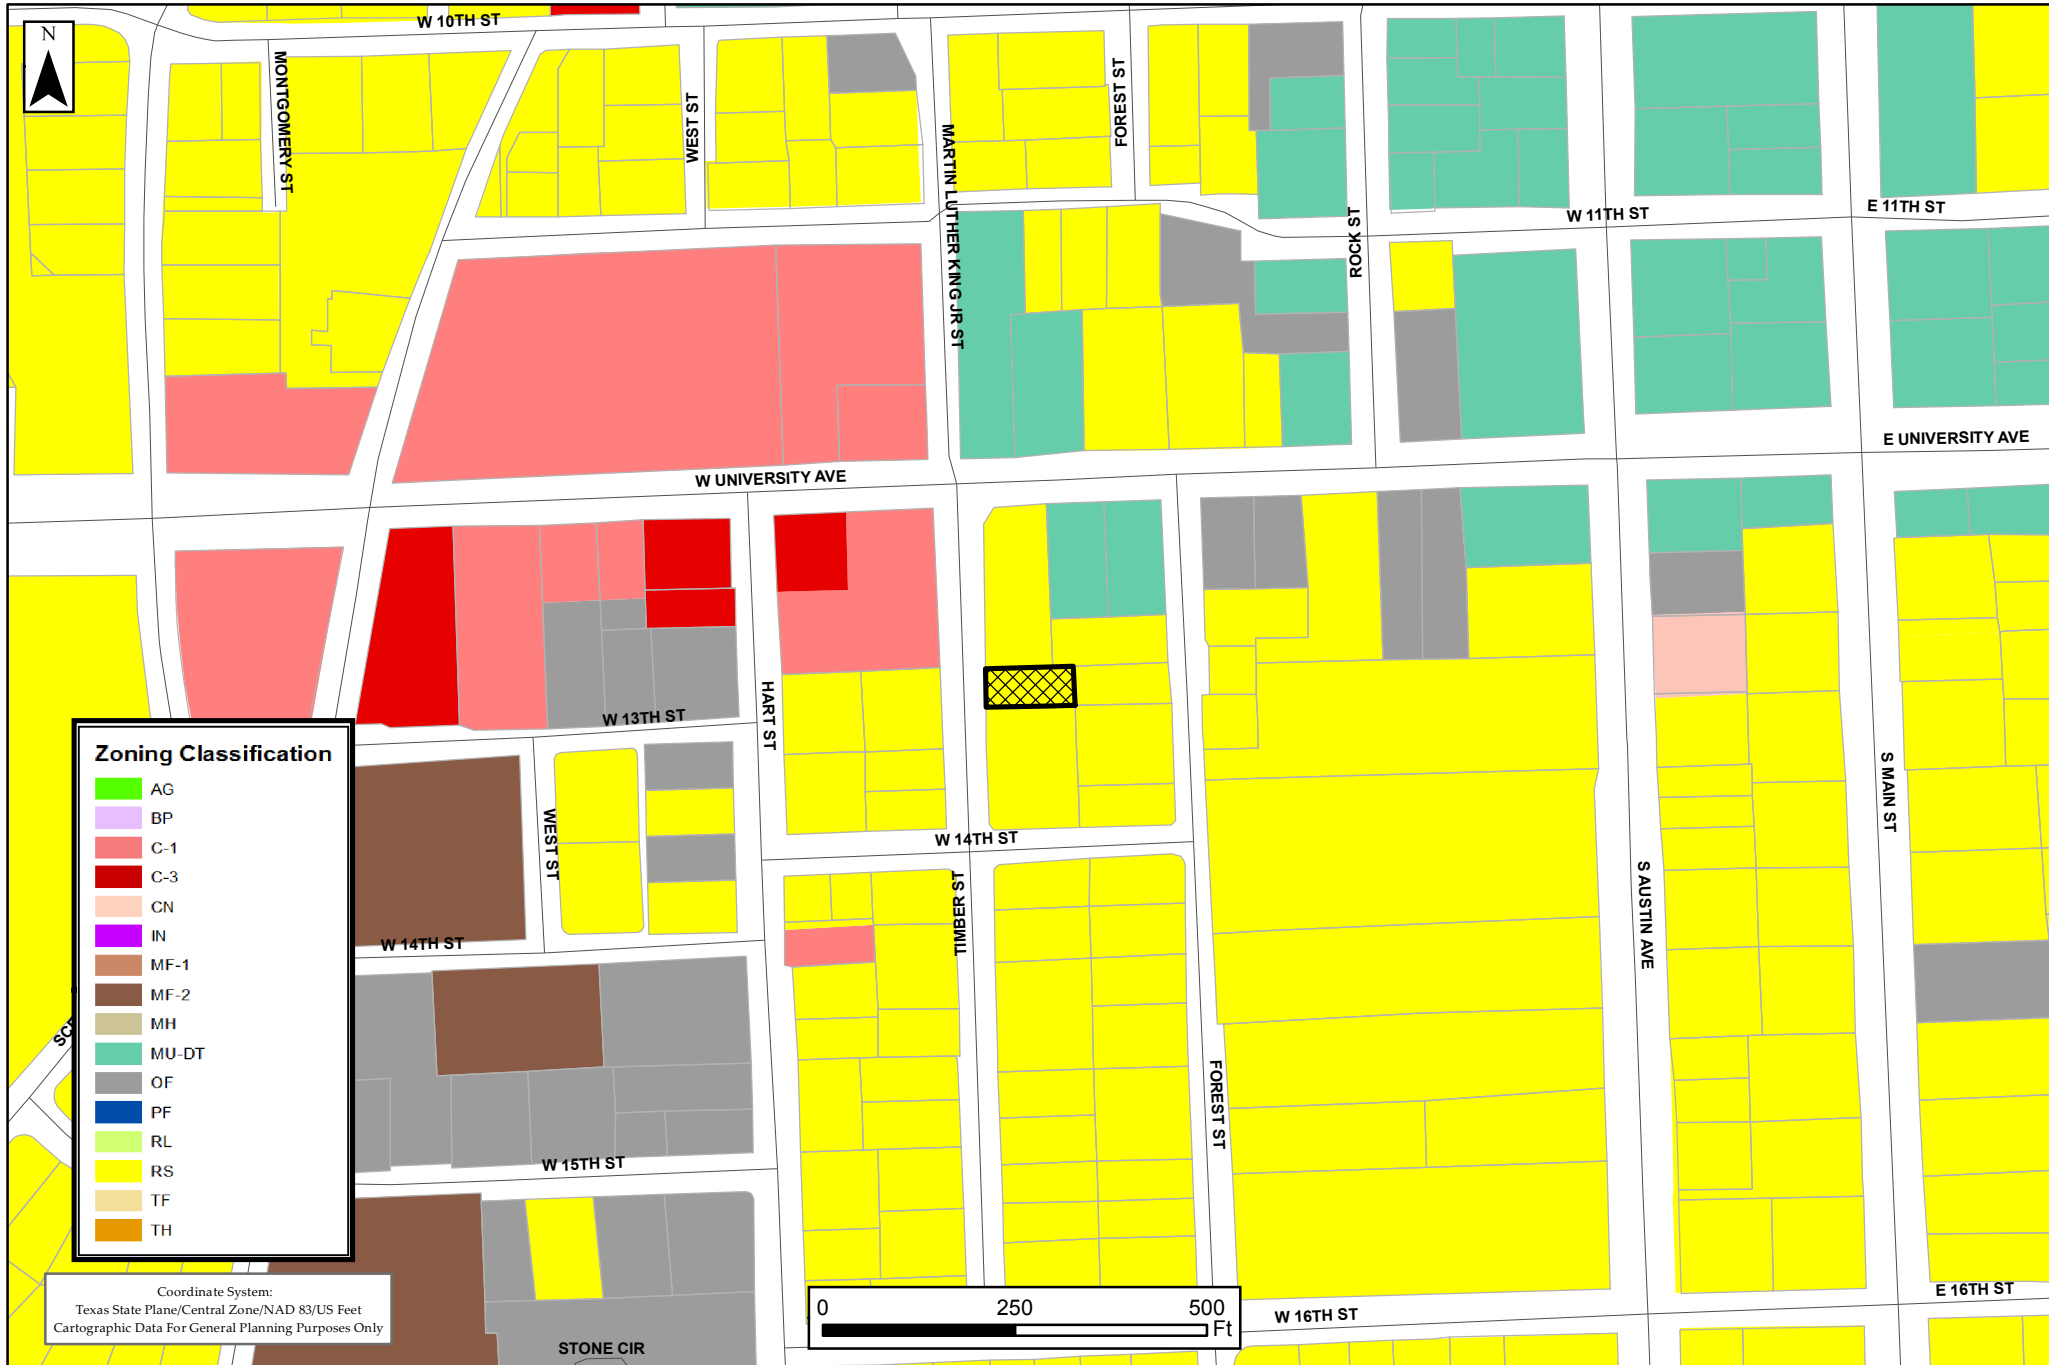 W 10TH ST
N
MONTGOMERY ST
WEST ST
FOREST ST
MARTIN LUTHER KING JR ST
ROCK ST
W 11TH ST
E 11TH ST
E UNIVERSITY AVE
W UNIVERSITY AVE
HART ST
W 13TH ST
Zoning Classification
AG
BP
C-1
C-3
CN
IN
MF-1
MF-2
MH
MU-DT
OF
PF
RL
RS
TF
TH
WEST ST
W 14TH ST
S MAIN ST
S AUSTIN AVE
TIMBER ST
W 14TH ST
FOREST ST
W 15TH ST
Coordinate System:
Texas State Plane/Central Zone/NAD 83/US Feet
Cartographic Data For General Planning Purposes Only
0 250 500
Ft
W 16TH ST
E 16TH ST
STONE CIR